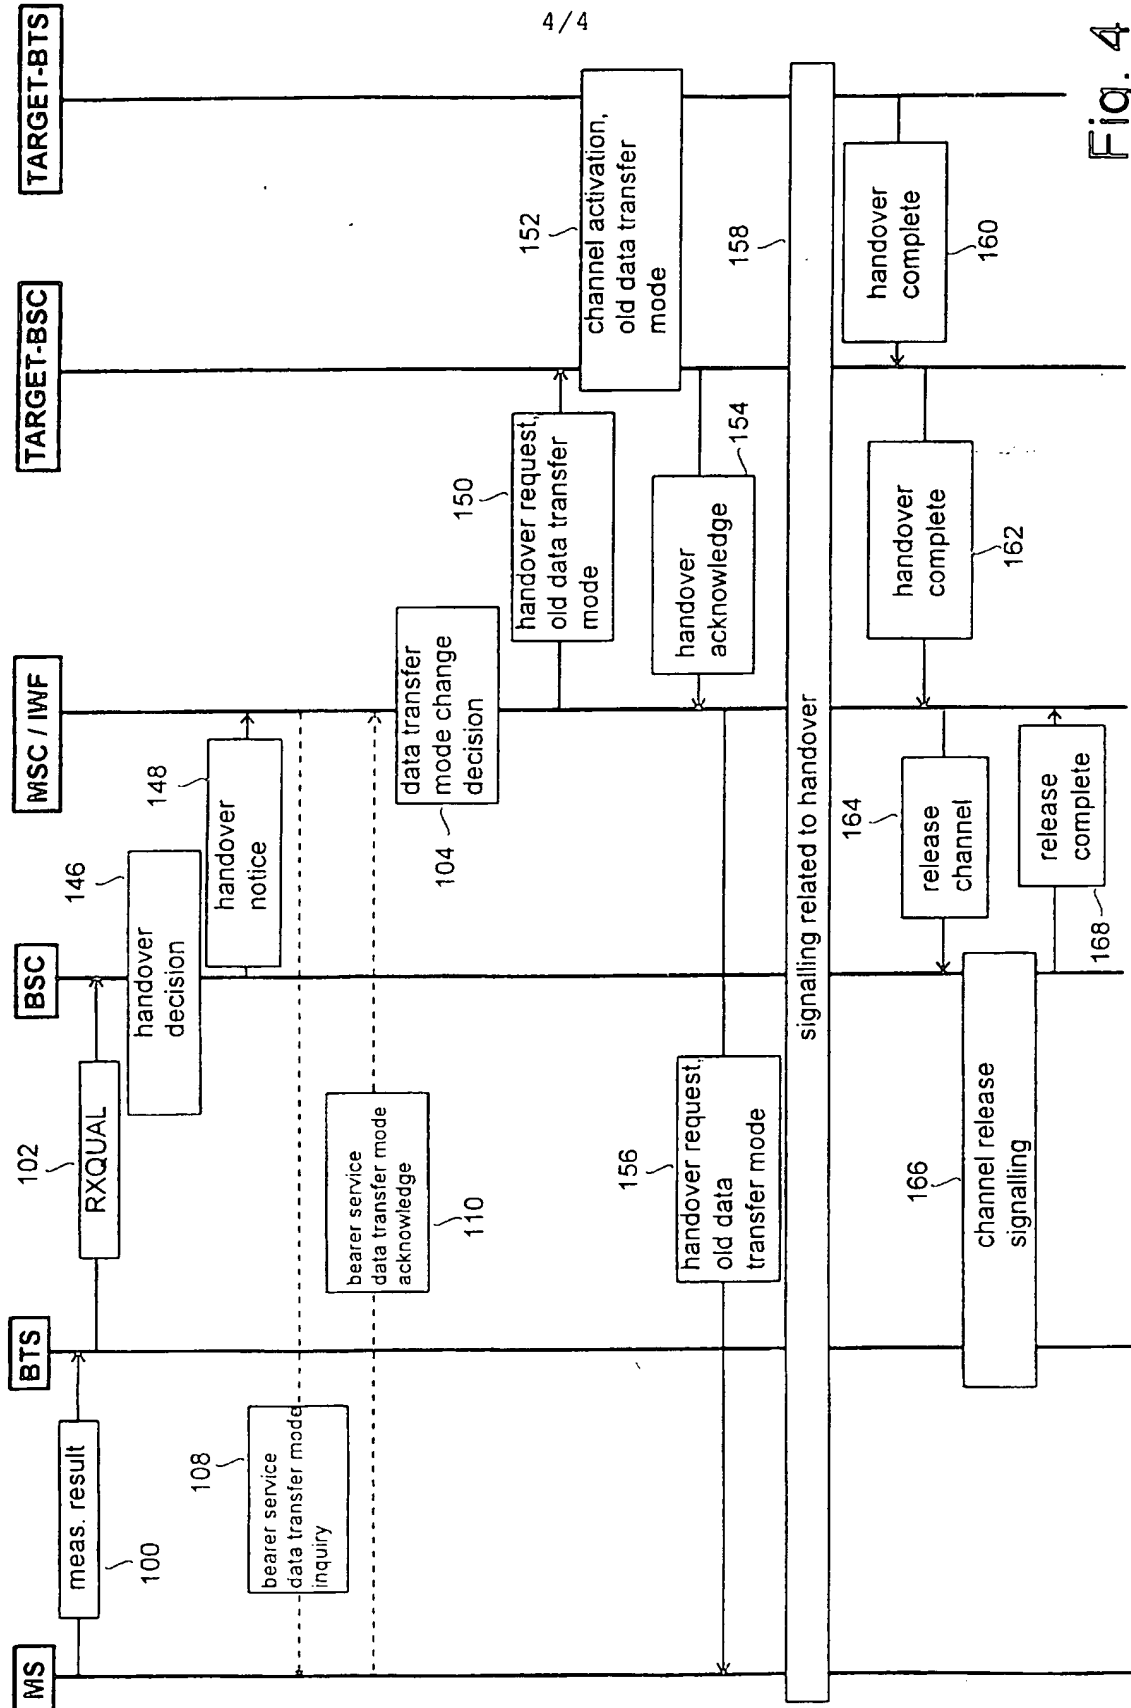 4/4
MS
BTS
BSC
MSC / IWF
TARGET-BSC
TARGET-BTS
meas. result
100
RXQUAL
102
handover
decision
146
handover
notice
148
bearer service
data transfer mode
inquiry
108
bearer service
data transfer mode
acknowledge
110
data transfer
mode change
decision
104
handover request,
old data transfer
mode
150
channel activation,
old data transfer
mode
152
handover
acknowledge
154
handover request,
old data
transfer mode
156
signalling related to handover
158
handover
complete
160
handover
complete
162
release
channel
164
channel release
signalling
166
release
complete
168
Fig. 4